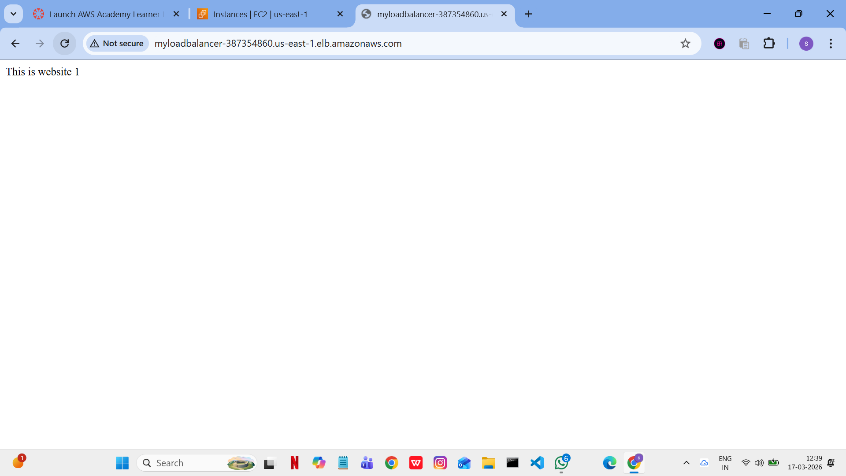 Launch AWS Academy Learner
Instances | EC2 | us-east-1
myloadbalancer-387354860.us-
Not secure
myloadbalancer-387354860.us-east-1.elb.amazonaws.com
S
This is website 1
1
Search
ENG
IN
12:39
17-03-2026